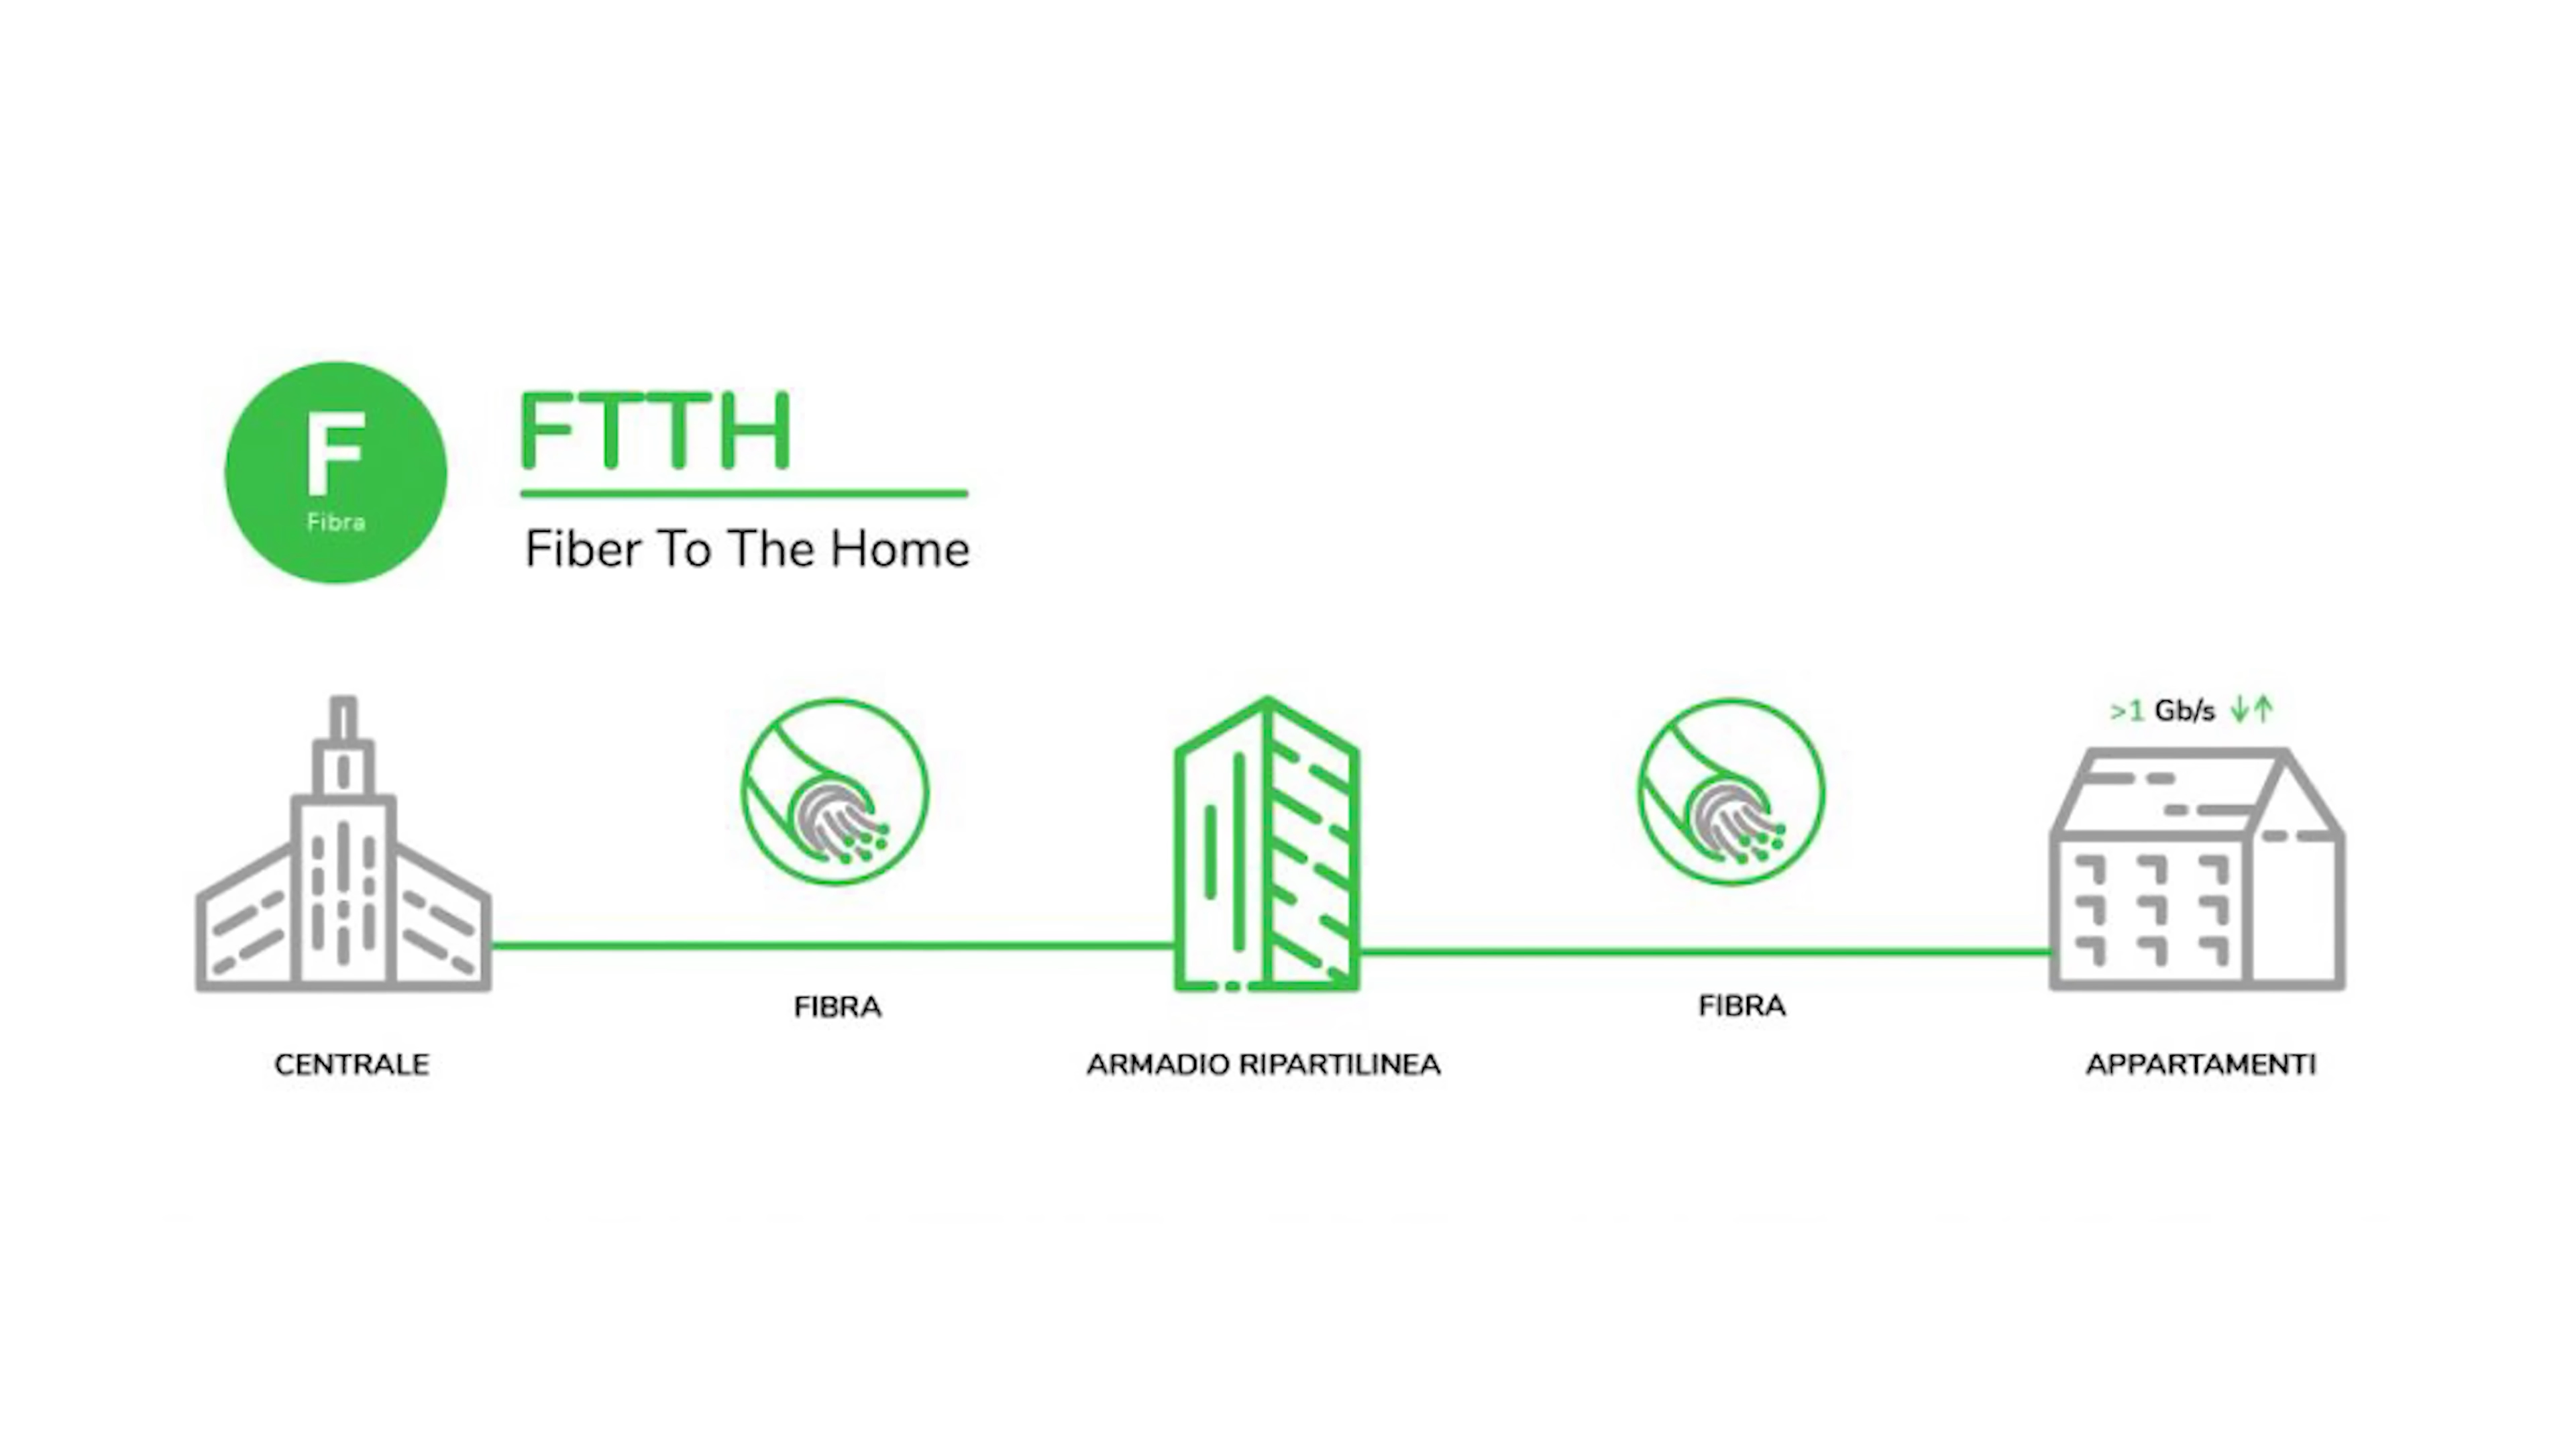 F
Fibra
FTTH
Fiber To The Home
>1 Gb/s ↓↑
FIBRA
FIBRA
CENTRALE
ARMADIO RIPARTILINEA
APPARTAMENTI